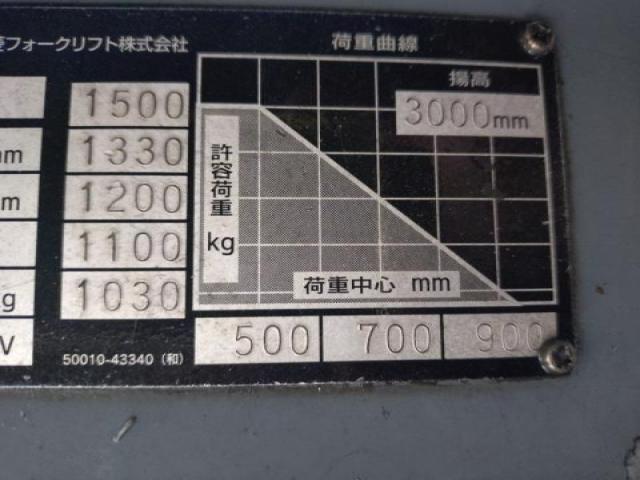 フォークリフト株式会社
荷重曲線
揚高
3000mm
1500
1330
1200
1100
1030
許容荷重
kg
荷重中心 mm
500 700 900
50010-43340 (和)
m
m
g
V